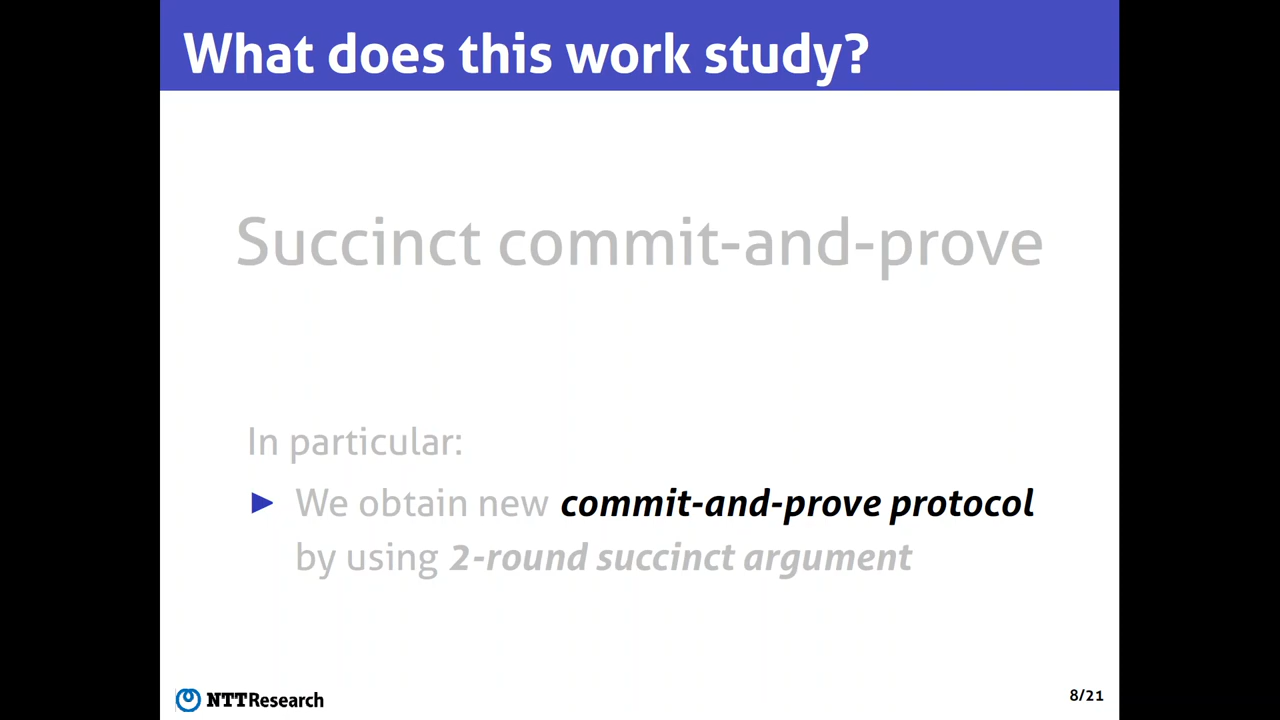 What does this work study?
Succinct commit-and-prove
In particular:
We obtain new commit-and-prove protocol
by using 2-round succinct argument
NTTResearch
8/21